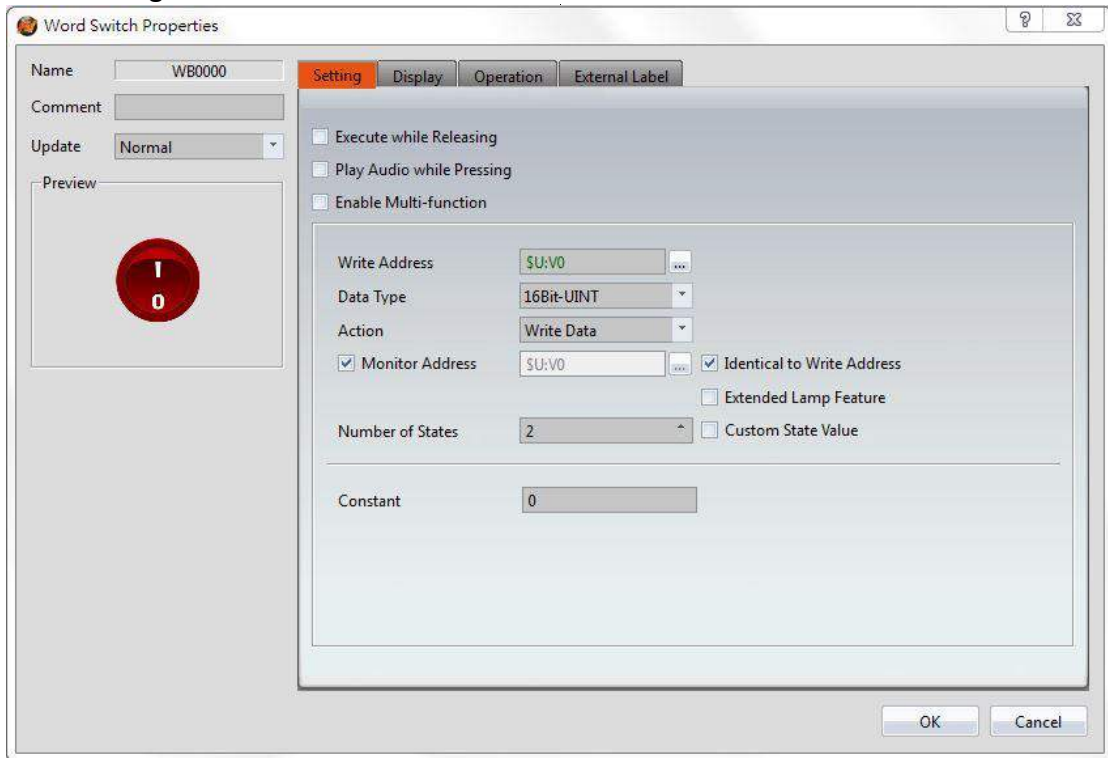 Word Switch Properties
Name WB0000
Comment
Update Normal
Preview
I
0
Setting Display Operation External Label
Execute while Releasing
Play Audio while Pressing
Enable Multi-function
Write Address $U:V0 ...
Data Type 16Bit-UINT
Action Write Data
Monitor Address $U:V0 ... Identical to Write Address
Extended Lamp Feature
Number of States 2 Custom State Value
Constant 0
OK Cancel